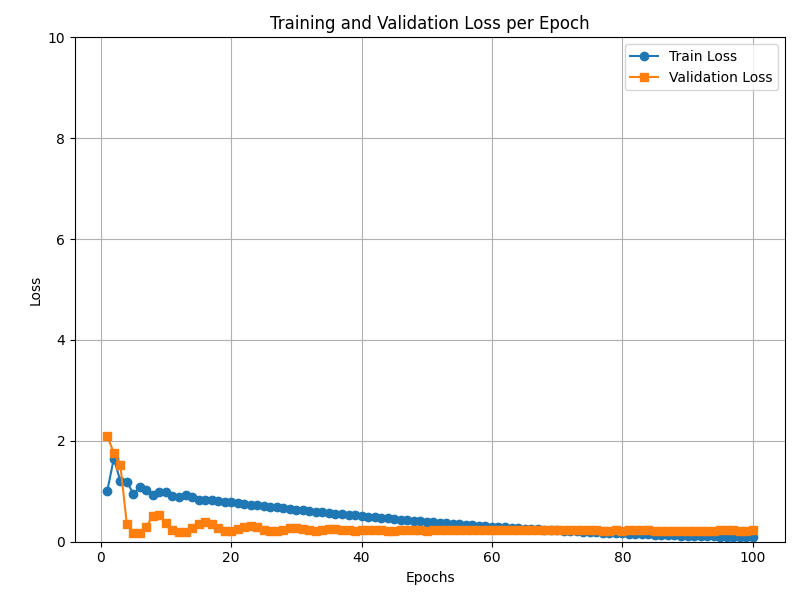 Training and Validation Loss per Epoch
10
8
6
4
2
0
Loss
Train Loss
Validation Loss
0 20 40 60 80 100
Epochs